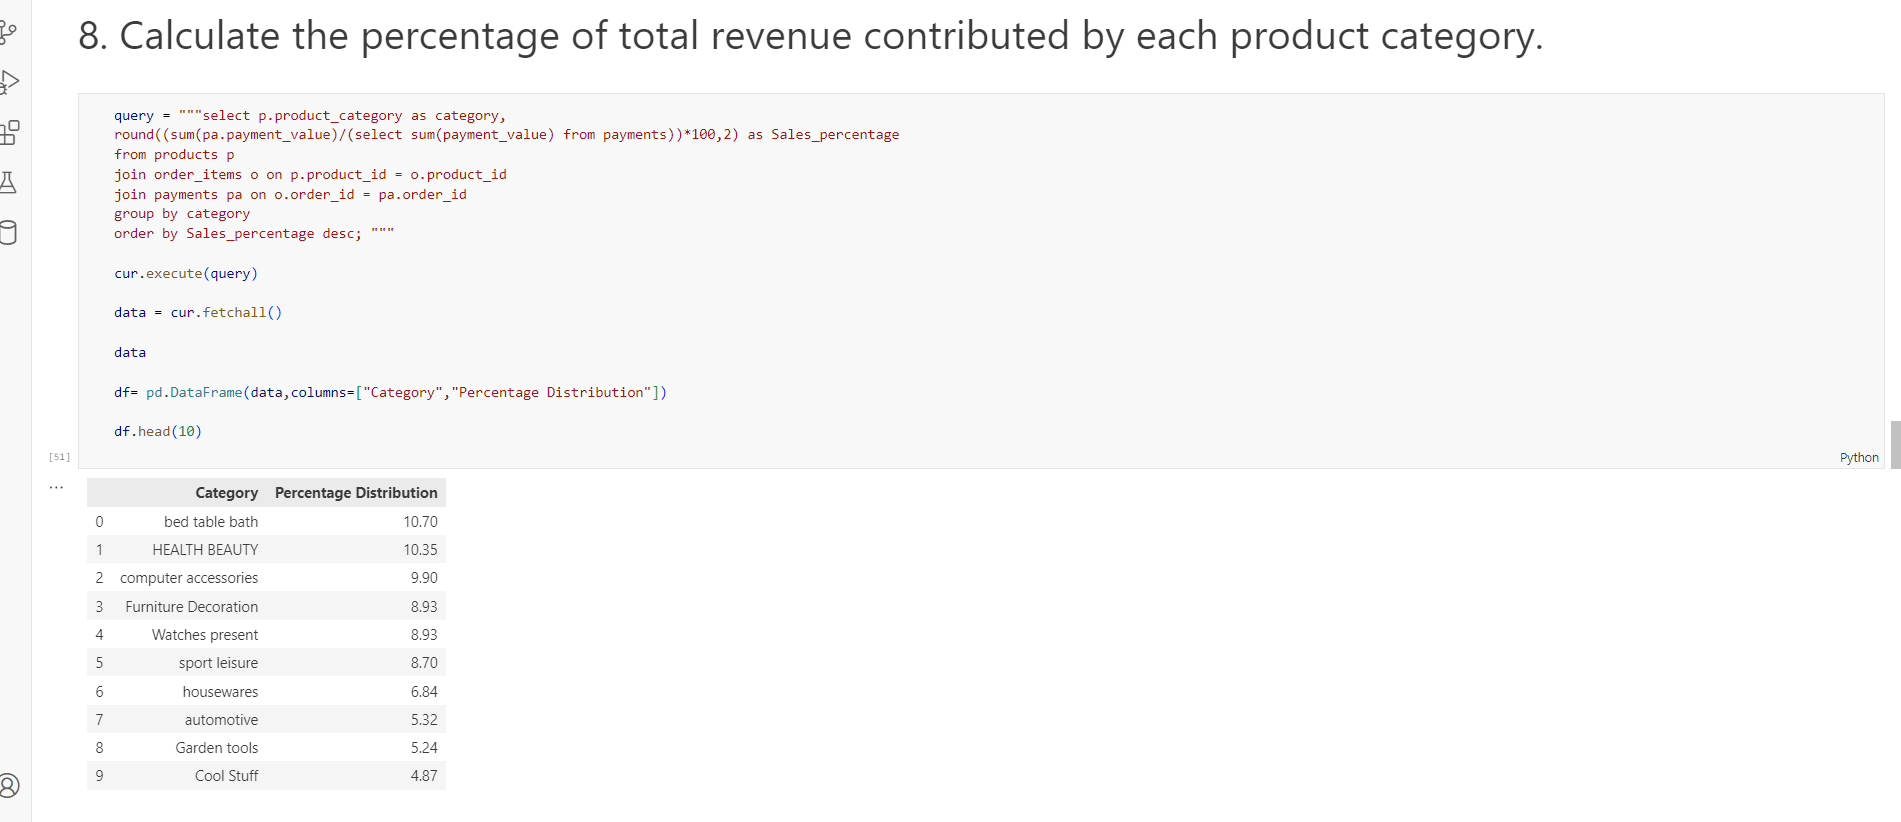 8. Calculate the percentage of total revenue contributed by each product category.
query = """select p.product_category as category,
round((sum(pa.payment_value)/(select sum(payment_value) from payments))*100,2) as Sales_percentage
from products p
join order_items o on p.product_id = o.product_id
join payments pa on o.order_id = pa.order_id
group by category
order by Sales_percentage desc; """
cur.execute(query)
data = cur.fetchall()
data
df= pd.DataFrame(data,columns=["Category","Percentage Distribution"])
df.head(10)
[51]
Python
...
Category Percentage Distribution
0 bed table bath 10.70
1 HEALTH BEAUTY 10.35
2 computer accessories 9.90
3 Furniture Decoration 8.93
4 Watches present 8.93
5 sport leisure 8.70
6 housewares 6.84
7 automotive 5.32
8 Garden tools 5.24
9 Cool Stuff 4.87